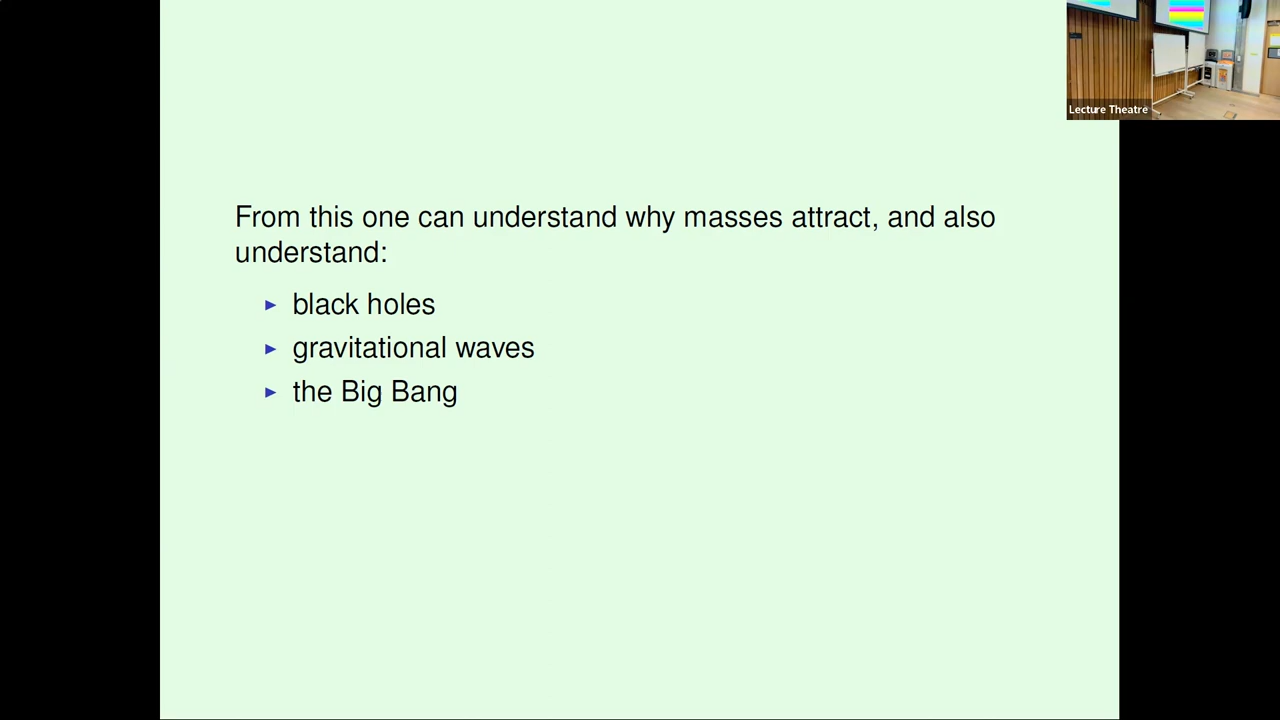 From this one can understand why masses attract, and also
understand:
▶ black holes
▶ gravitational waves
▶ the Big Bang
Lecture Theatre